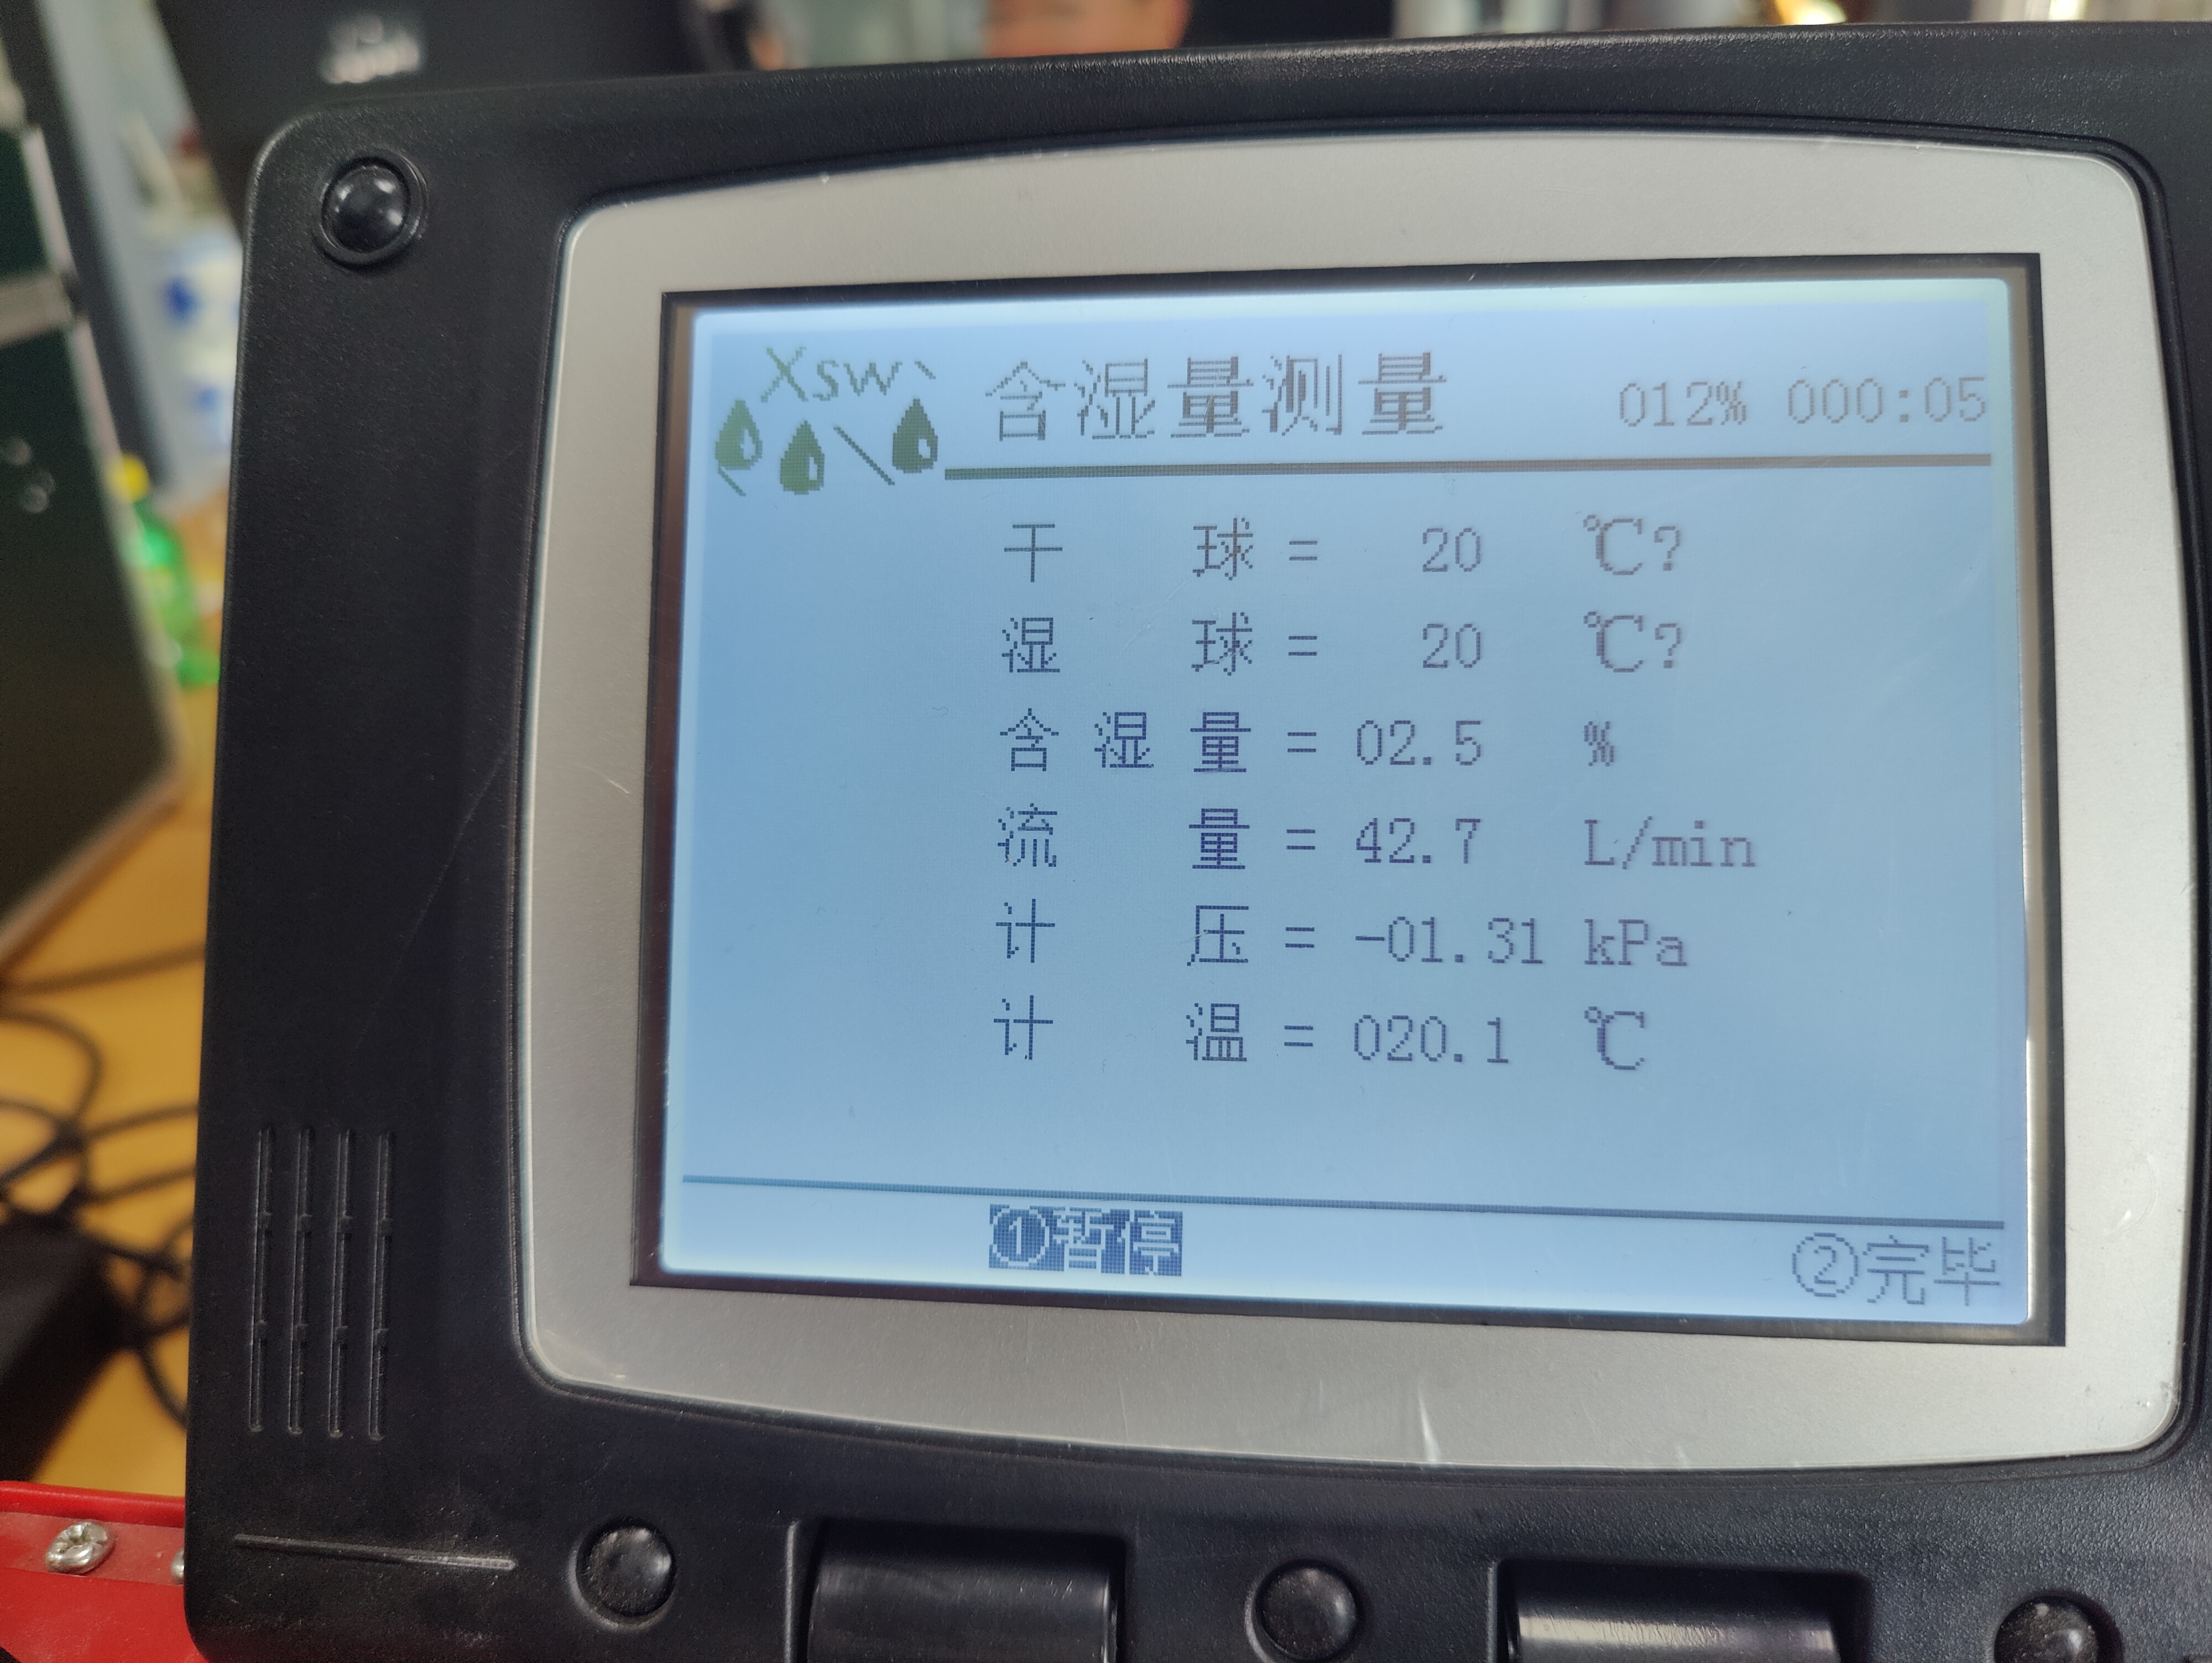 Xsw 含湿量测量 012% 000:05
干 球 = 20 ℃?
湿 球 = 20 ℃?
含 湿 量 = 02.5 %
流 量 = 42.7 L/min
计 压 = -01.31 kPa
计 温 = 020.1 ℃
①暂停 ②完毕